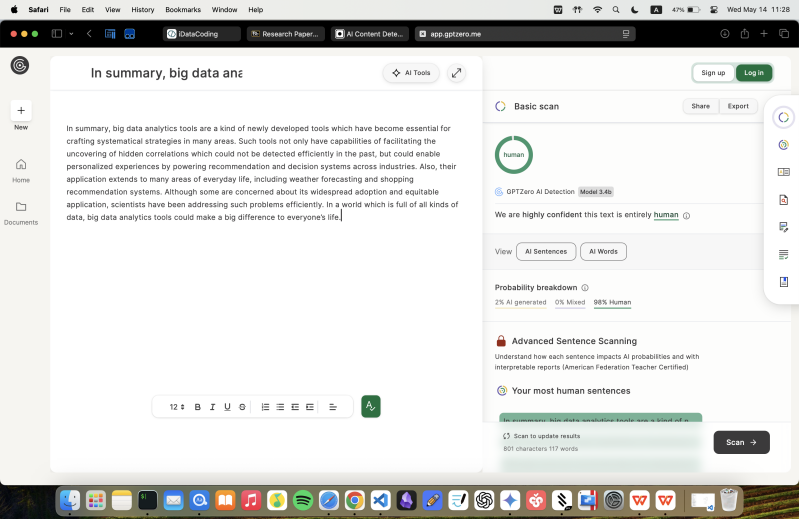 Safari File Edit View History Bookmarks Window Help
A 47% Wed May 14 11:28
iDataCoding Research Paper... AI Content Dete... app.gptzero.me
In summary, big data ana
AI Tools
Sign up Log in
New
Home
Documents
In summary, big data analytics tools are a kind of newly developed tools which have become essential for
crafting systematical strategies in many areas. Such tools not only have capabilities of facilitating the
uncovering of hidden correlations which could not be detected efficiently in the past, but could enable
personalized experiences by powering recommendation and decision systems across industries. Also, their
application extends to many areas of everyday life, including weather forecasting and shopping
recommendation systems. Although some are concerned about its widespread adoption and equitable
application, scientists have been addressing such problems efficiently. In a world which is full of all kinds of
data, big data analytics tools could make a big difference to everyone's life.
12 B I U S
Basic scan
Share Export
human
GPTZero AI Detection Model 3.4b
We are highly confident this text is entirely human
View AI Sentences AI Words
Probability breakdown
2% AI generated 0% Mixed 98% Human
Advanced Sentence Scanning
Understand how each sentence impacts AI probabilities and with
interpretable reports (American Federation Teacher Certified)
Your most human sentences
In summary, big data analytics tools are a kind of n
Scan to update results
801 characters 117 words
Scan